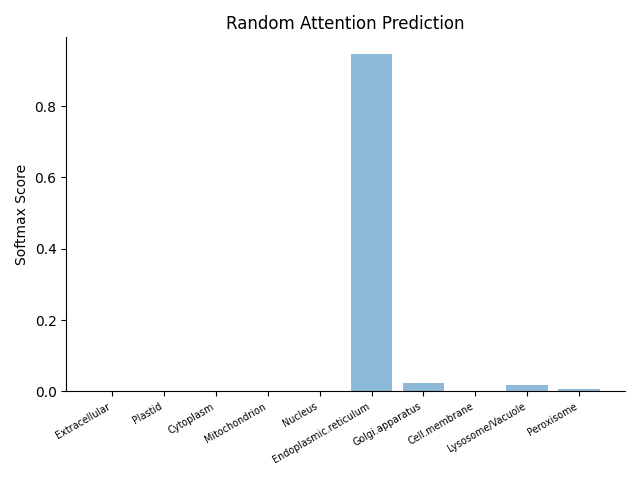 Random Attention Prediction
Softmax Score
0.8
0.6
0.4
0.2
0.0
Extracellular
Plastid
Cytoplasm
Mitochondrion
Nucleus
Endoplasmic.reticulum
Golgi.apparatus
Cell.membrane
Lysosome/Vacuole
Peroxisome